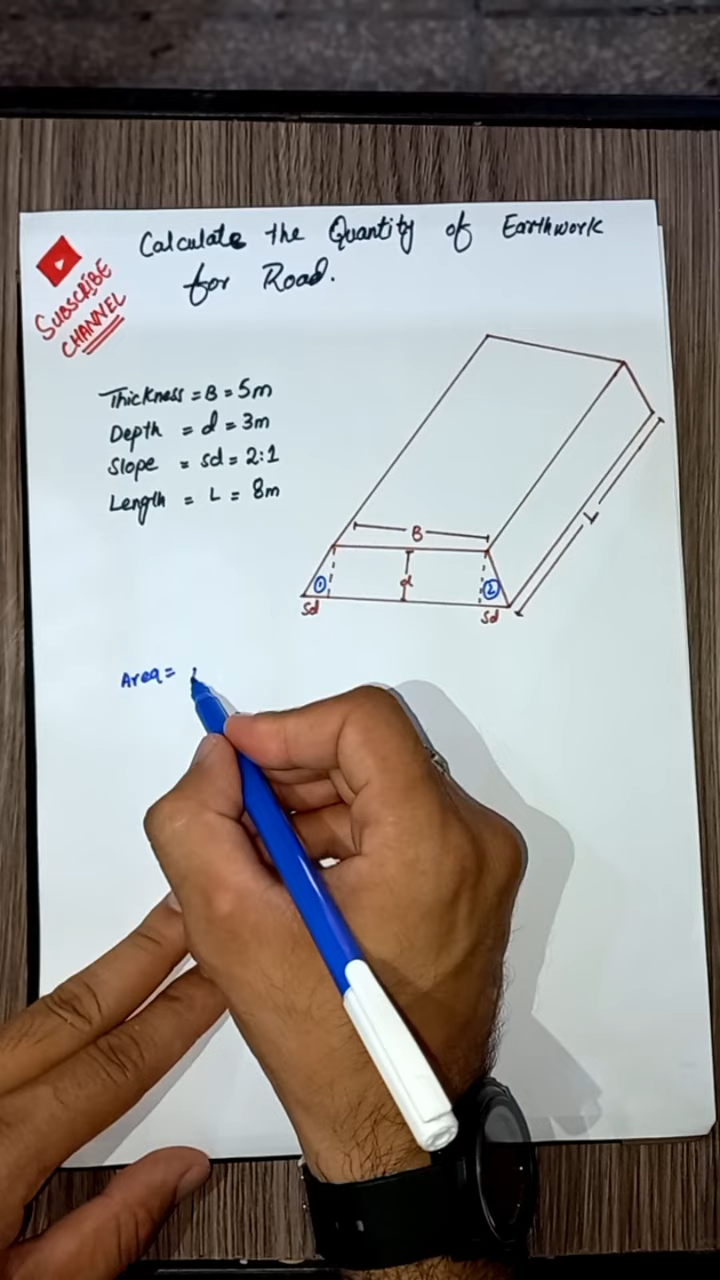 Calculate the Quantity of Earthwork
for Road.
SUBSCRIBE
CHANNEL
Thickness = B = 5m
Depth = d = 3m
Slope = sd = 2:1
Length = L = 8m
B
L
1
d
2
Sd
Sd
Area =